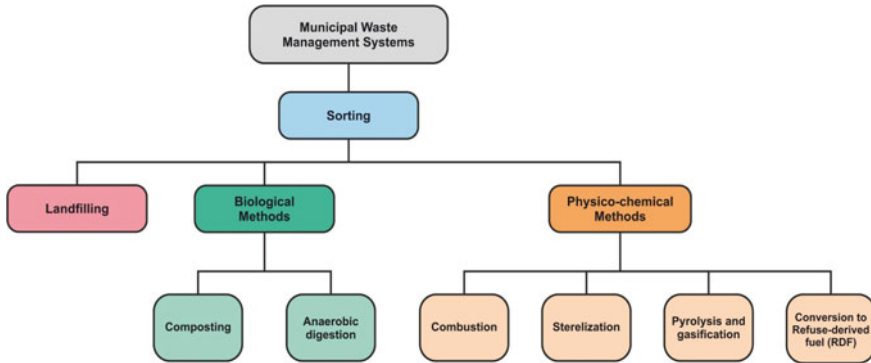 Municipal Waste
Management Systems
Sorting
Landfilling
Biological
Methods
Physico-chemical
Methods
Composting
Anaerobic
digestion
Combustion
Sterelization
Pyrolysis and
gasification
Conversion to
Refuse-derived
fuel (RDF)